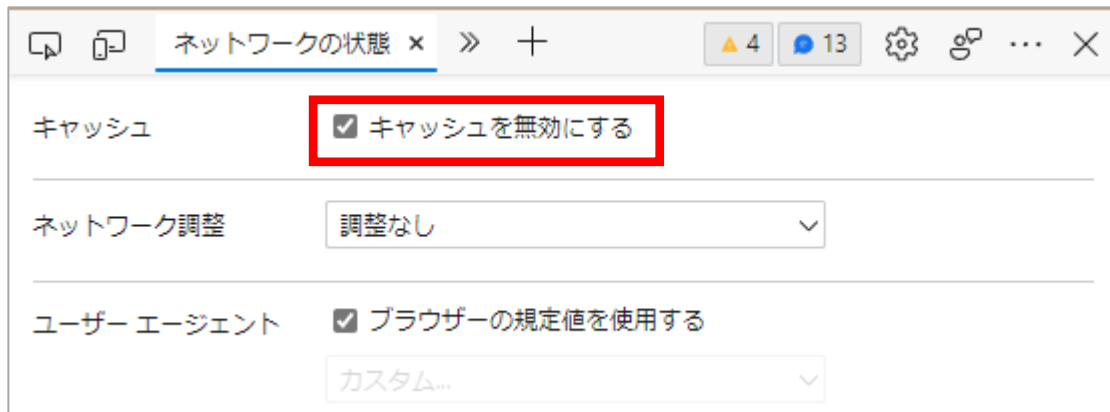 ネットワークの状態
4
13
キャッシュ
キャッシュを無効にする
ネットワーク調整
調整なし
ユーザー エージェント
ブラウザーの規定値を使用する
カスタム...